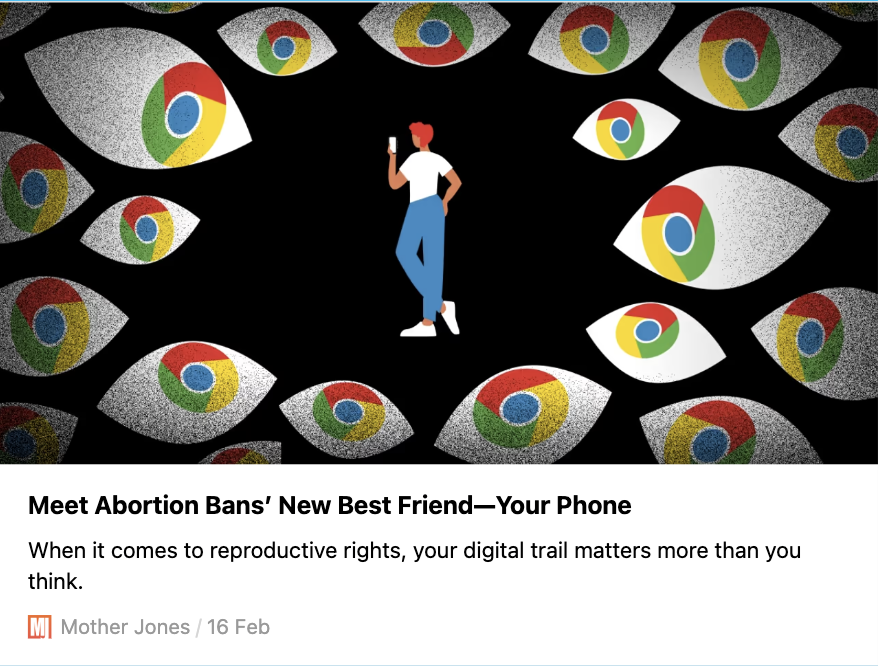 Meet Abortion Bans’ New Best Friend—Your Phone
When it comes to reproductive rights, your digital trail matters more than you
think.
M Mother Jones / 16 Feb